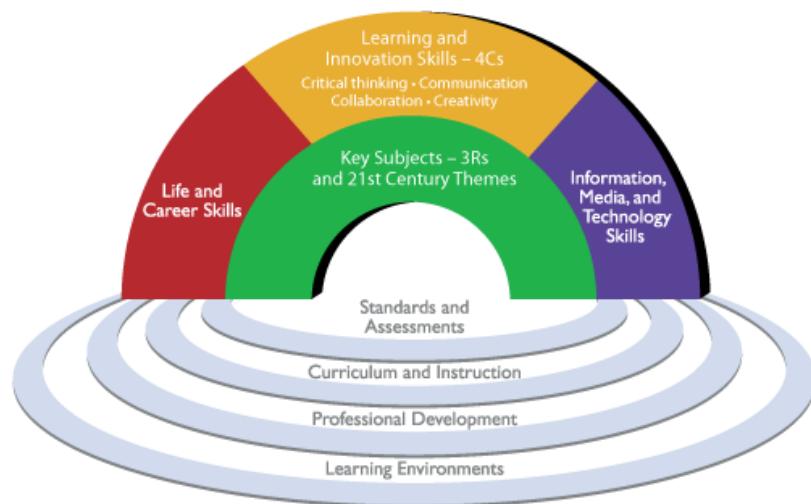 Learning and
Innovation Skills – 4Cs
Critical thinking • Communication
Collaboration • Creativity
Key Subjects – 3Rs
and 21st Century Themes
Life and
Career Skills
Information,
Media, and
Technology
Skills
Standards and
Assessments
Curriculum and Instruction
Professional Development
Learning Environments